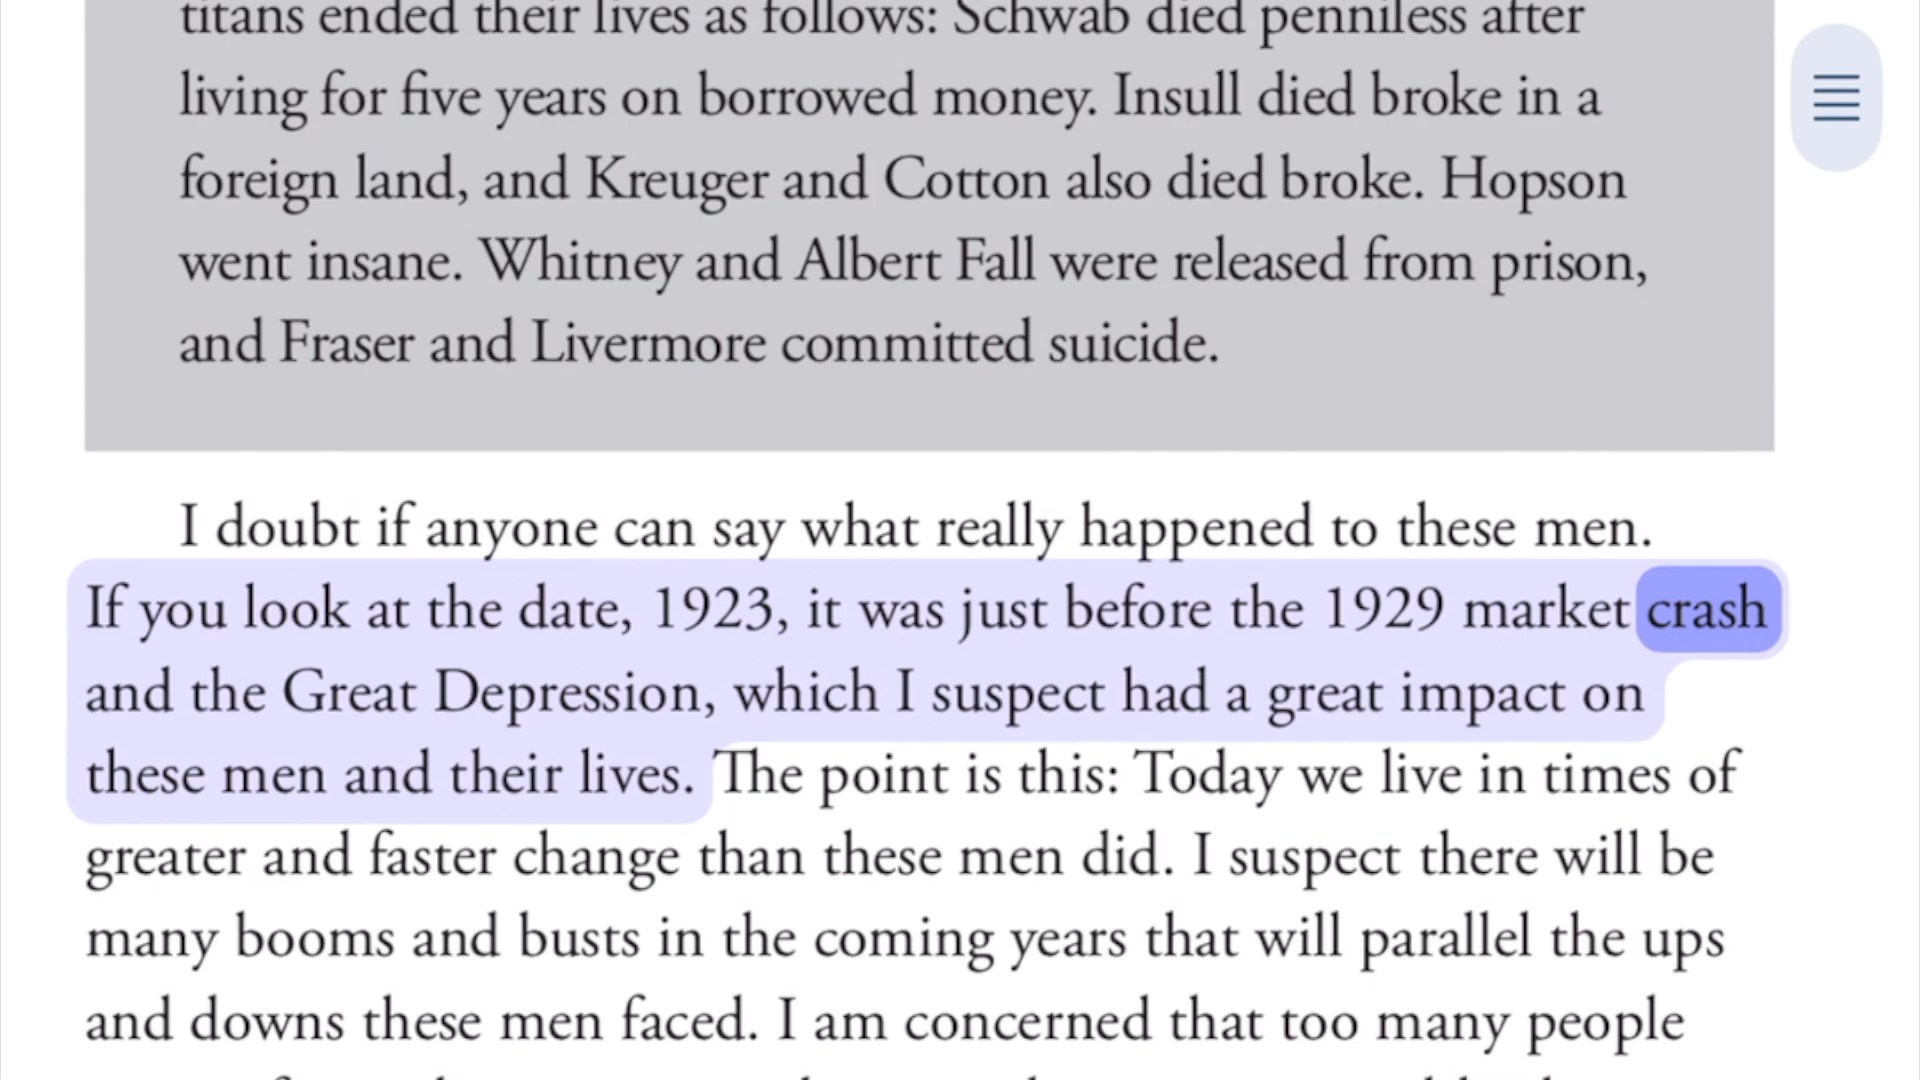 titans ended their lives as follows: Schwab died penniless after
living for five years on borrowed money. Insull died broke in a
foreign land, and Kreuger and Cotton also died broke. Hopson
went insane. Whitney and Albert Fall were released from prison,
and Fraser and Livermore committed suicide.
I doubt if anyone can say what really happened to these men.
If you look at the date, 1923, it was just before the 1929 market crash
and the Great Depression, which I suspect had a great impact on
these men and their lives. The point is this: Today we live in times of
greater and faster change than these men did. I suspect there will be
many booms and busts in the coming years that will parallel the ups
and downs these men faced. I am concerned that too many people